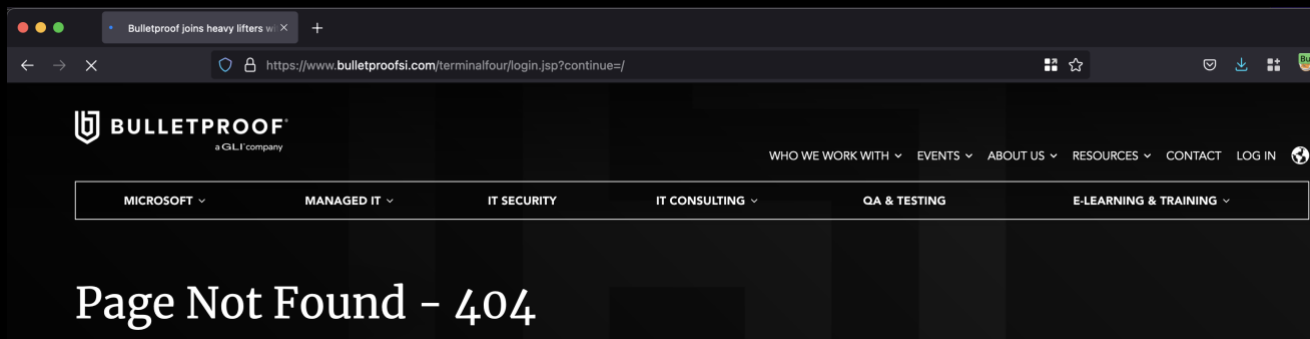 Bulletproof joins heavy lifters wi
https://www.bulletproofsi.com/terminalfour/login.jsp?continue=/
BULLETPROOF
a GLI company
WHO WE WORK WITH EVENTS ABOUT US RESOURCES CONTACT LOG IN
MICROSOFT MANAGED IT IT SECURITY IT CONSULTING QA & TESTING E-LEARNING & TRAINING
Page Not Found - 404